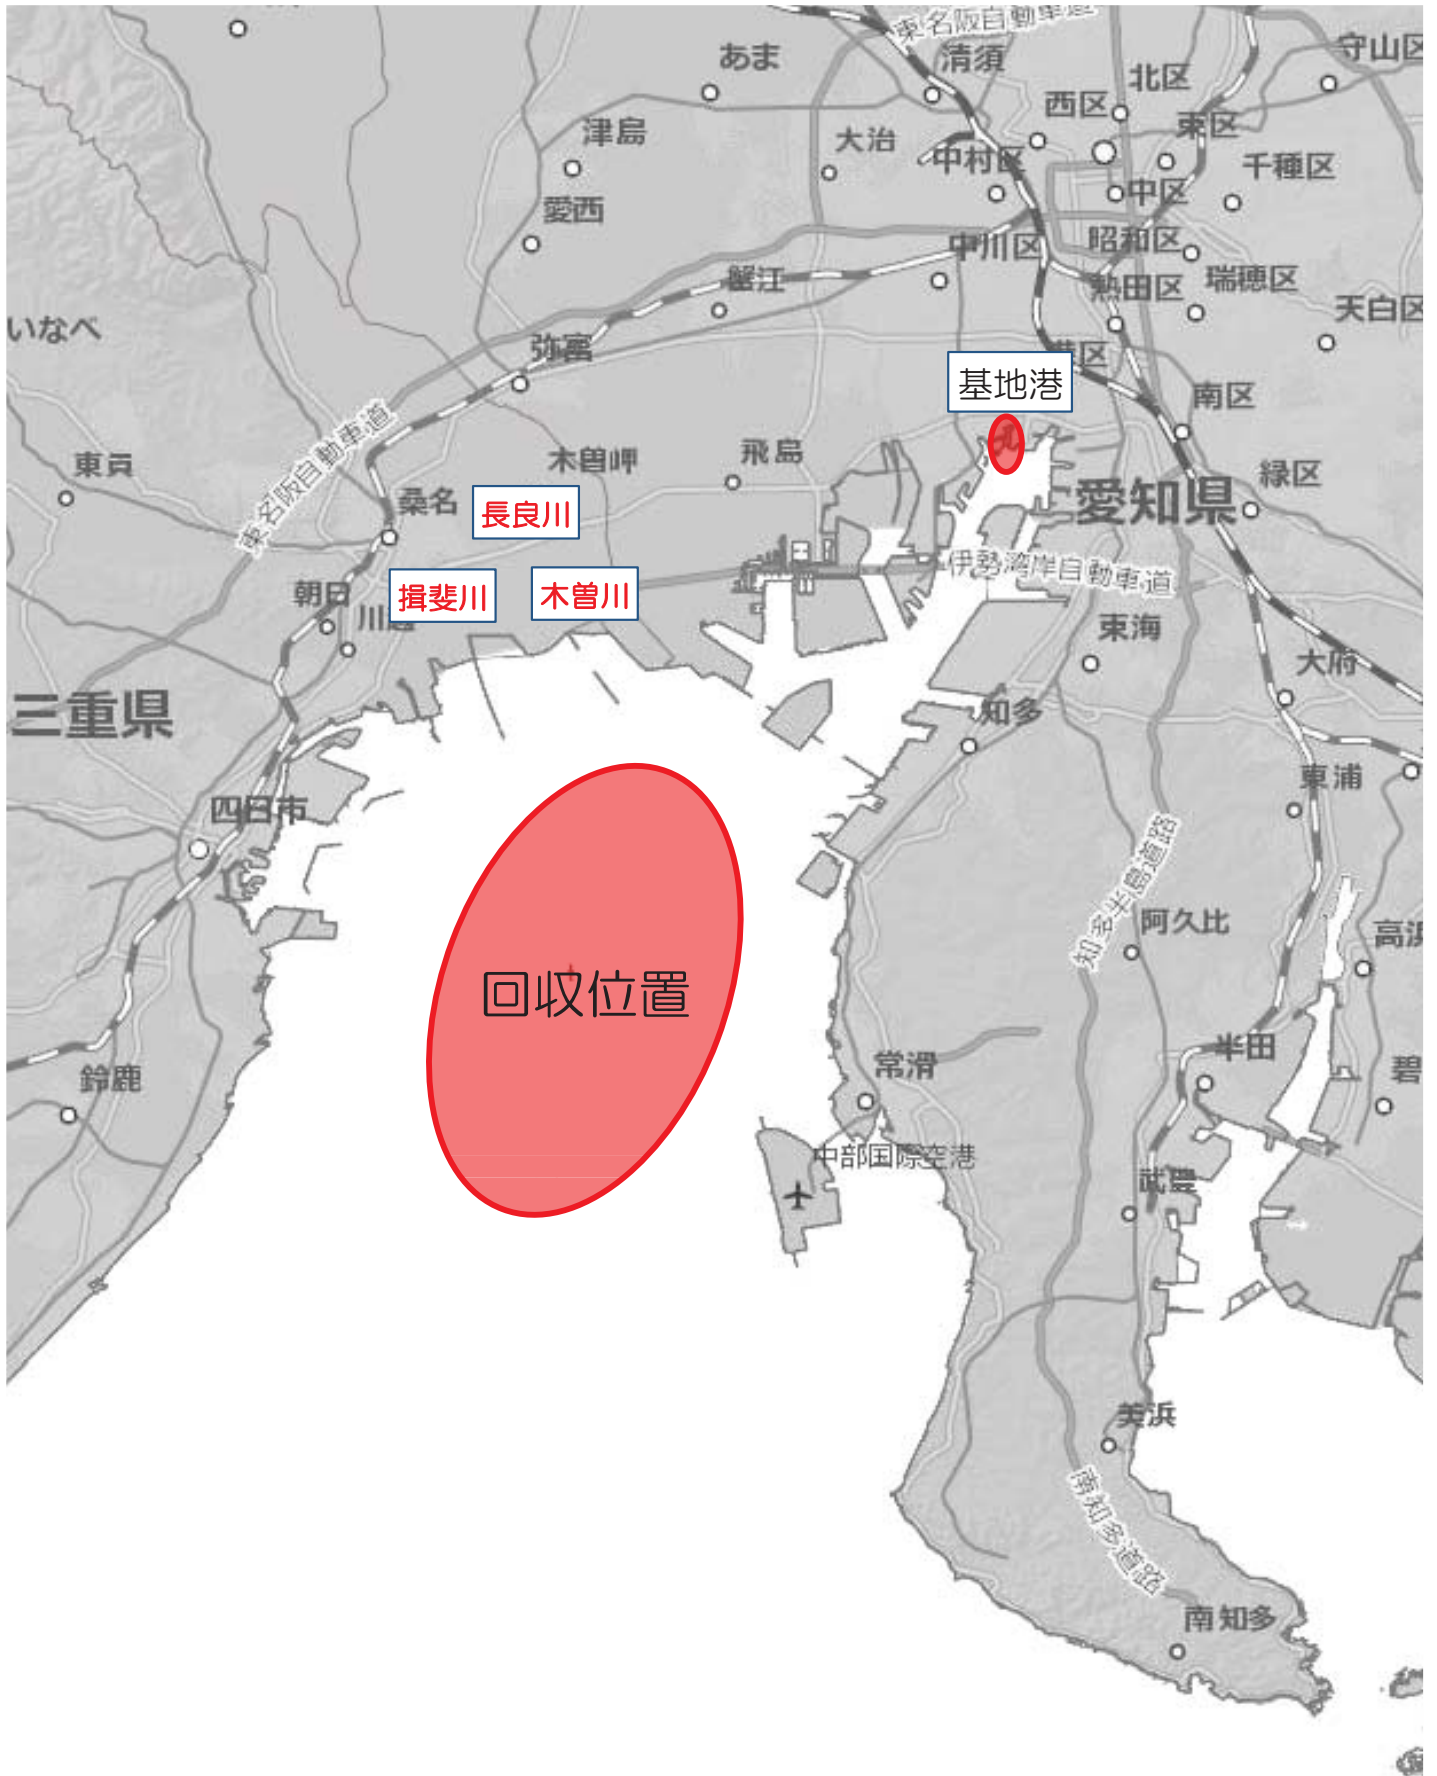 東名阪自動車道
守山区
あま
清須
北区
西区
東区
津島
大治
中村区
千種区
中区
愛西
中川区
昭和区
蟹江
熱田区
瑞穂区
天白区
いなべ
弥富
港区
基地港
南区
東名阪自動車道
東員
木曽岬
飛島
緑区
桑名
長良川
愛知県
伊勢湾岸自動車道
朝日
揖斐川
木曽川
川越
東海
大府
三重県
知多
東浦
四日市
知多半島道路
阿久比
高浜
回収位置
半田
常滑
鈴鹿
碧
中部国際空港
武豊
美浜
南知多道路
南知多